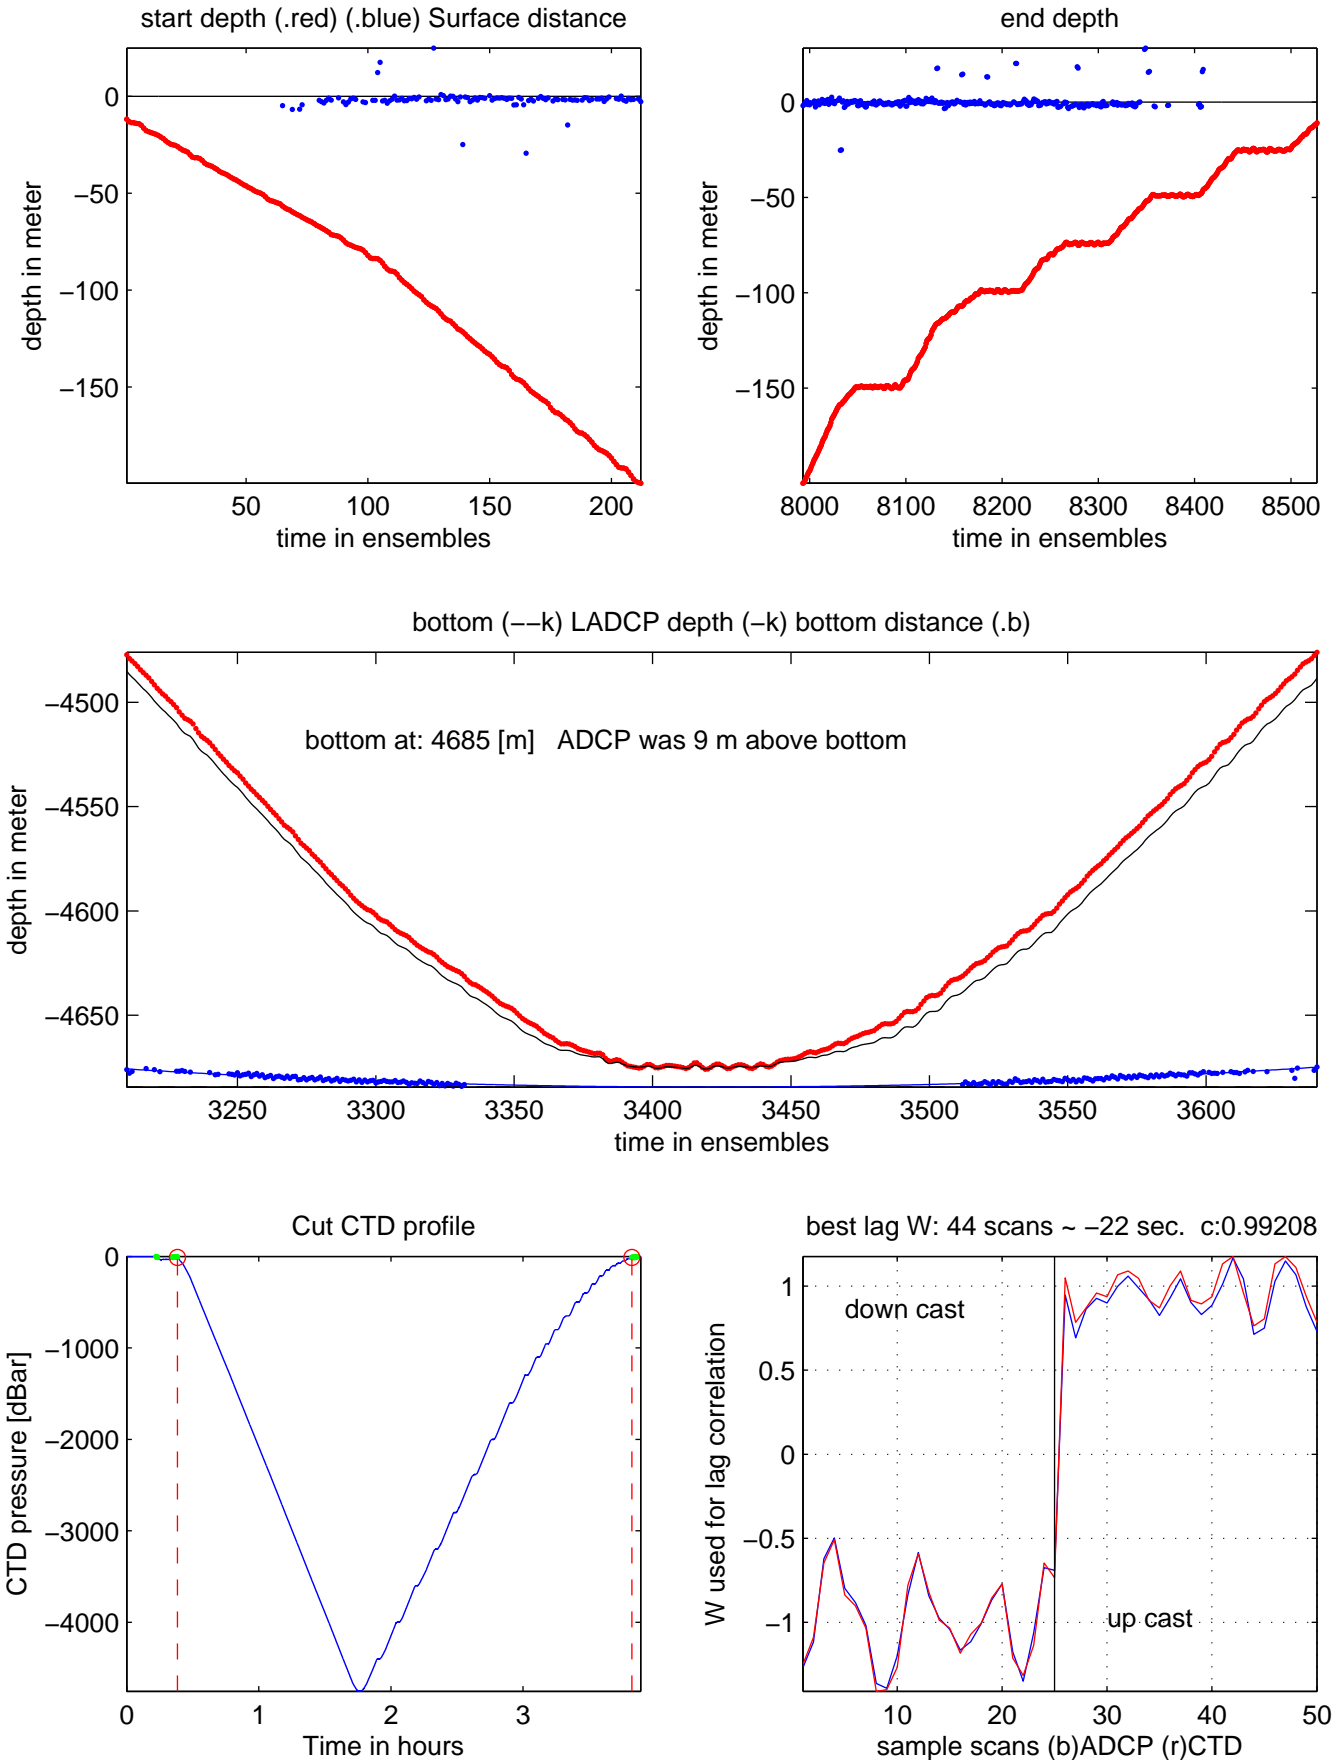 start depth (.red) (.blue) Surface distance
0
−50
−100
−150
depth in meter
50 100 150 200
time in ensembles
end depth
0
−50
−100
−150
depth in meter
8000 8100 8200 8300 8400 8500
time in ensembles
bottom (−−k) LADCP depth (−k) bottom distance (.b)
bottom at: 4685 [m]   ADCP was 9 m above bottom
−4500
−4550
−4600
−4650
depth in meter
3250 3300 3350 3400 3450 3500 3550 3600
time in ensembles
Cut CTD profile
0
−1000
−2000
−3000
−4000
CTD pressure [dBar]
0 1 2 3
Time in hours
best lag W: 44 scans ~ −22 sec.  c:0.99208
down cast
up cast
1
0.5
0
−0.5
−1
W used for lag correlation
10 20 30 40 50
sample scans (b)ADCP (r)CTD